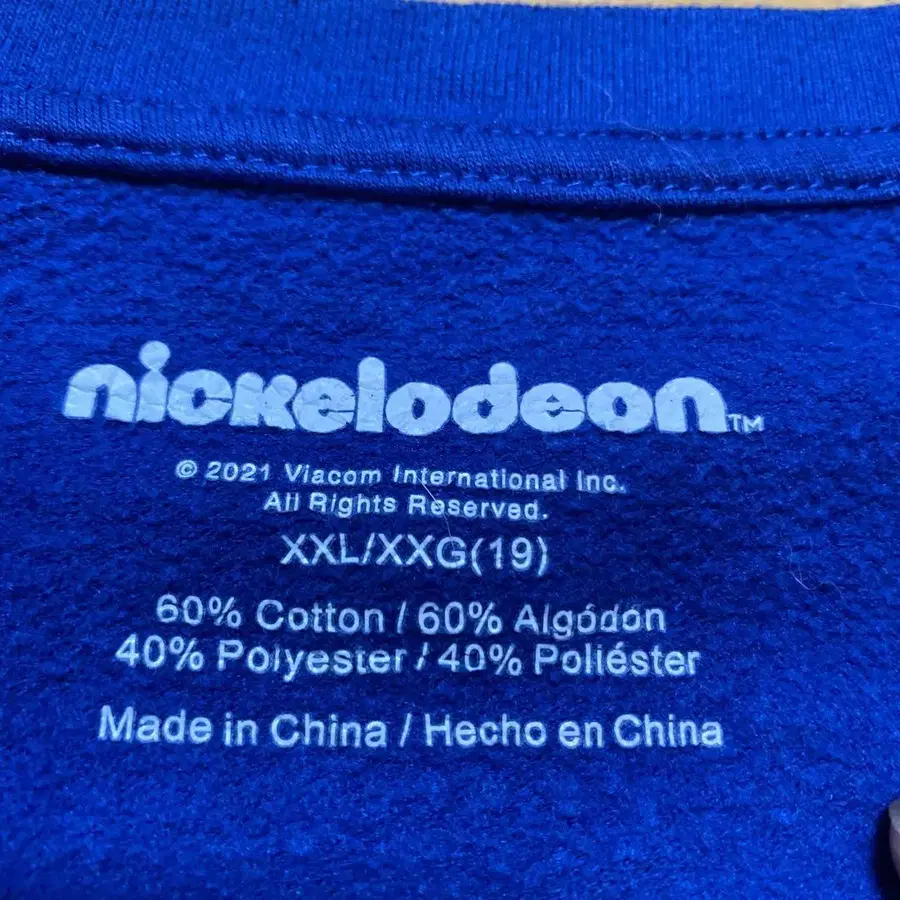 nickelodeon™
© 2021 Viacom International Inc.
All Rights Reserved.
XXL/XXG(19)
60% Cotton / 60% Algódón
40% Polyester / 40% Poliéster
Made in China / Hecho en China